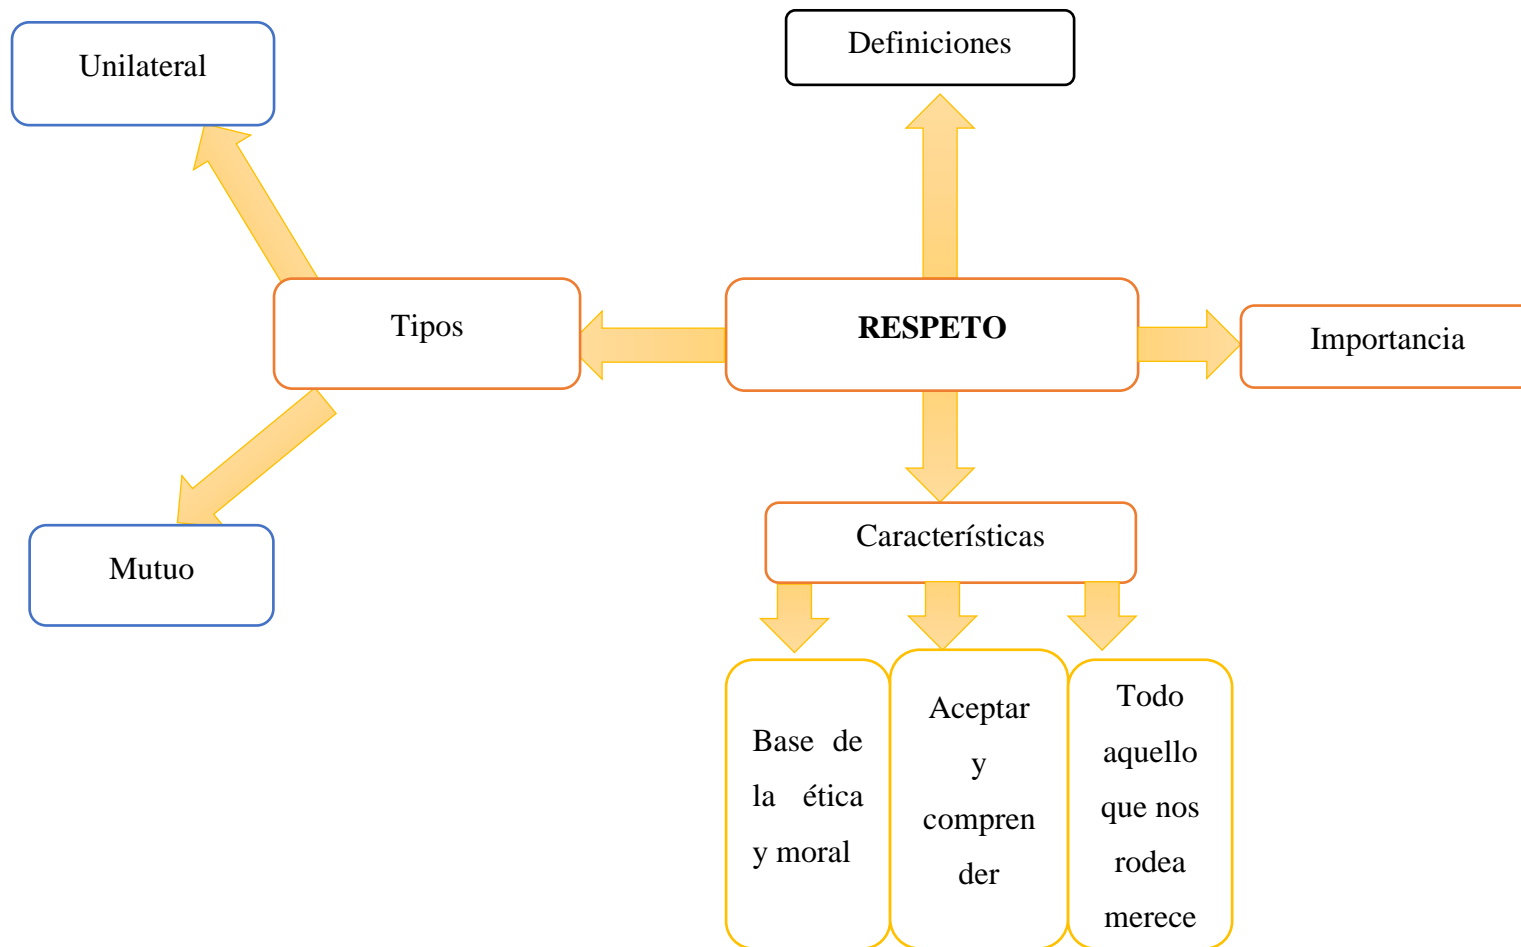 Definiciones
Unilateral
Tipos
RESPETO
Importancia
Características
Mutuo
Base de
la ética
y moral
Aceptar
y
compren
der
Todo
aquello
que nos
rodea
merece